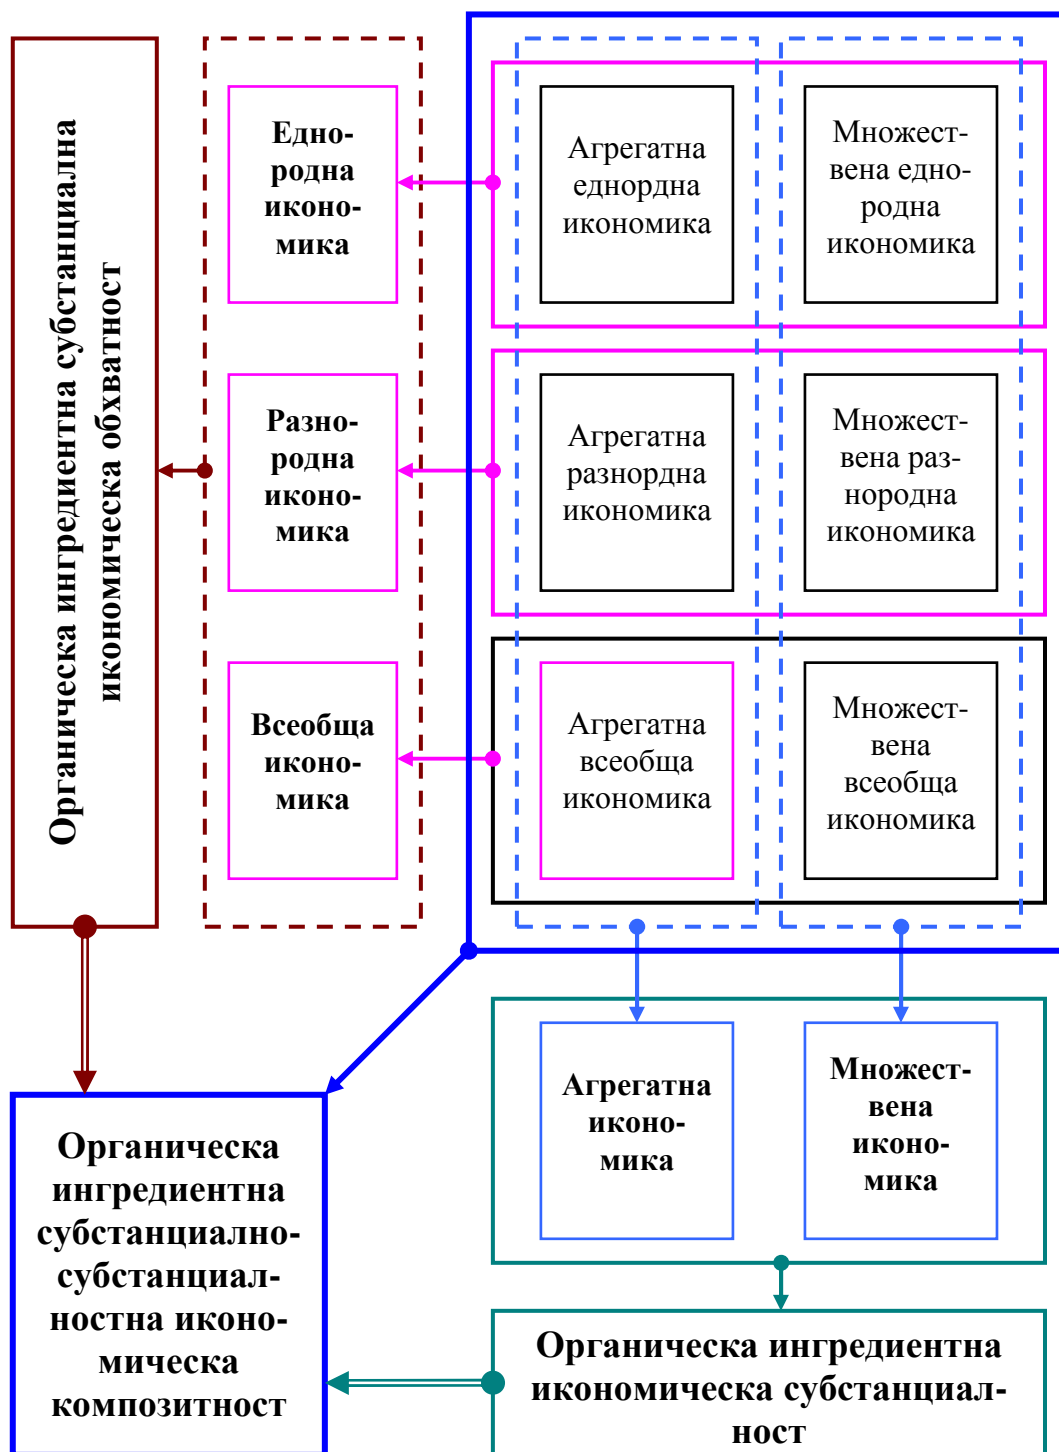 Органическа ингредиентна субстанциална
икономическа обхватност
Едно-
родна
иконо-
мика
Агрегатна
еднордна
икономика
Множест-
вена едно-
родна
икономика
Разно-
родна
иконо-
мика
Агрегатна
разнордна
икономика
Множест-
вена раз-
нородна
икономика
Всеобща
иконо-
мика
Агрегатна
всеобща
икономика
Множест-
вена
всеобща
икономика
Агрегатна
иконо-
мика
Множест-
вена
иконо-
мика
Органическа
ингредиентна
субстанциално-
субстанциал-
ностна иконо-
мическа
композитност
Органическа ингредиентна
икономическа субстанциал-
ност